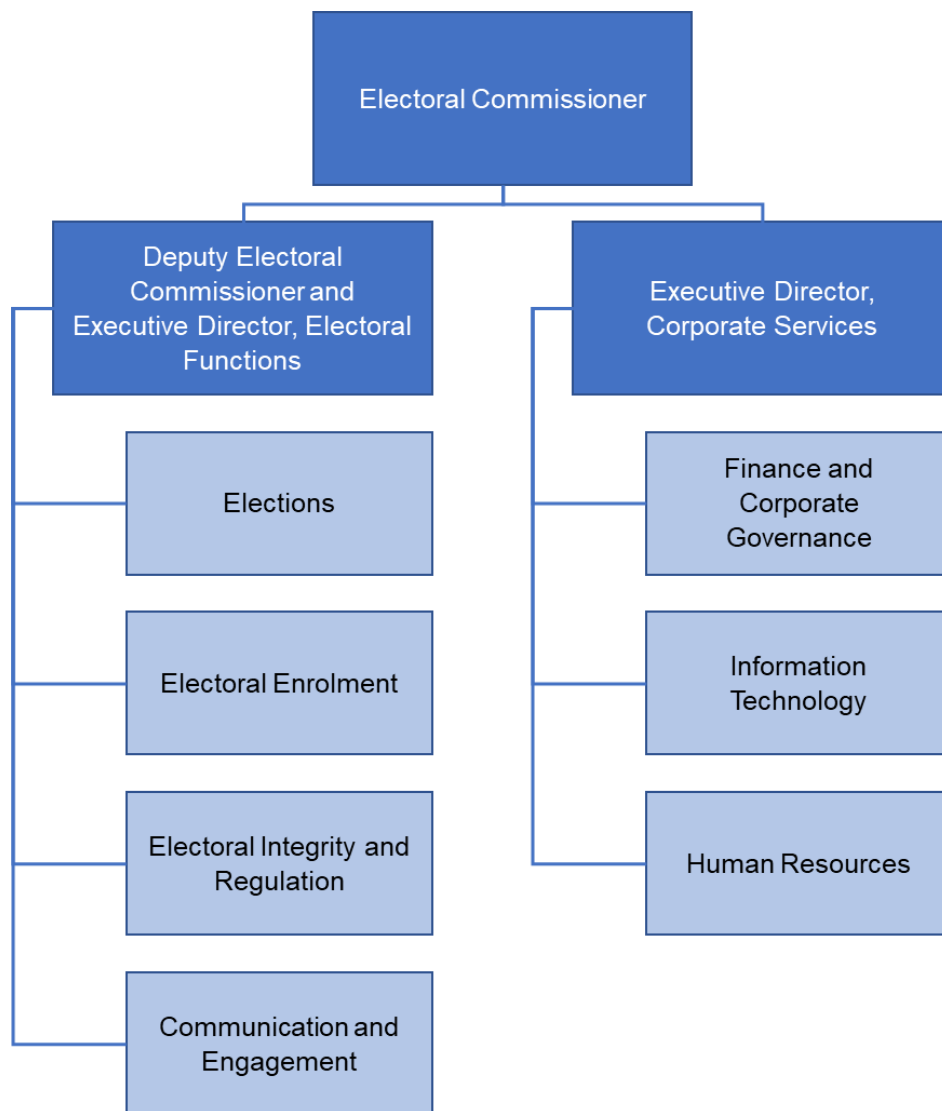 Electoral Commissioner
Deputy Electoral
Commissioner and
Executive Director, Electoral
Functions
Elections
Electoral Enrolment
Electoral Integrity and
Regulation
Communication and
Engagement
Executive Director,
Corporate Services
Finance and
Corporate
Governance
Information
Technology
Human Resources